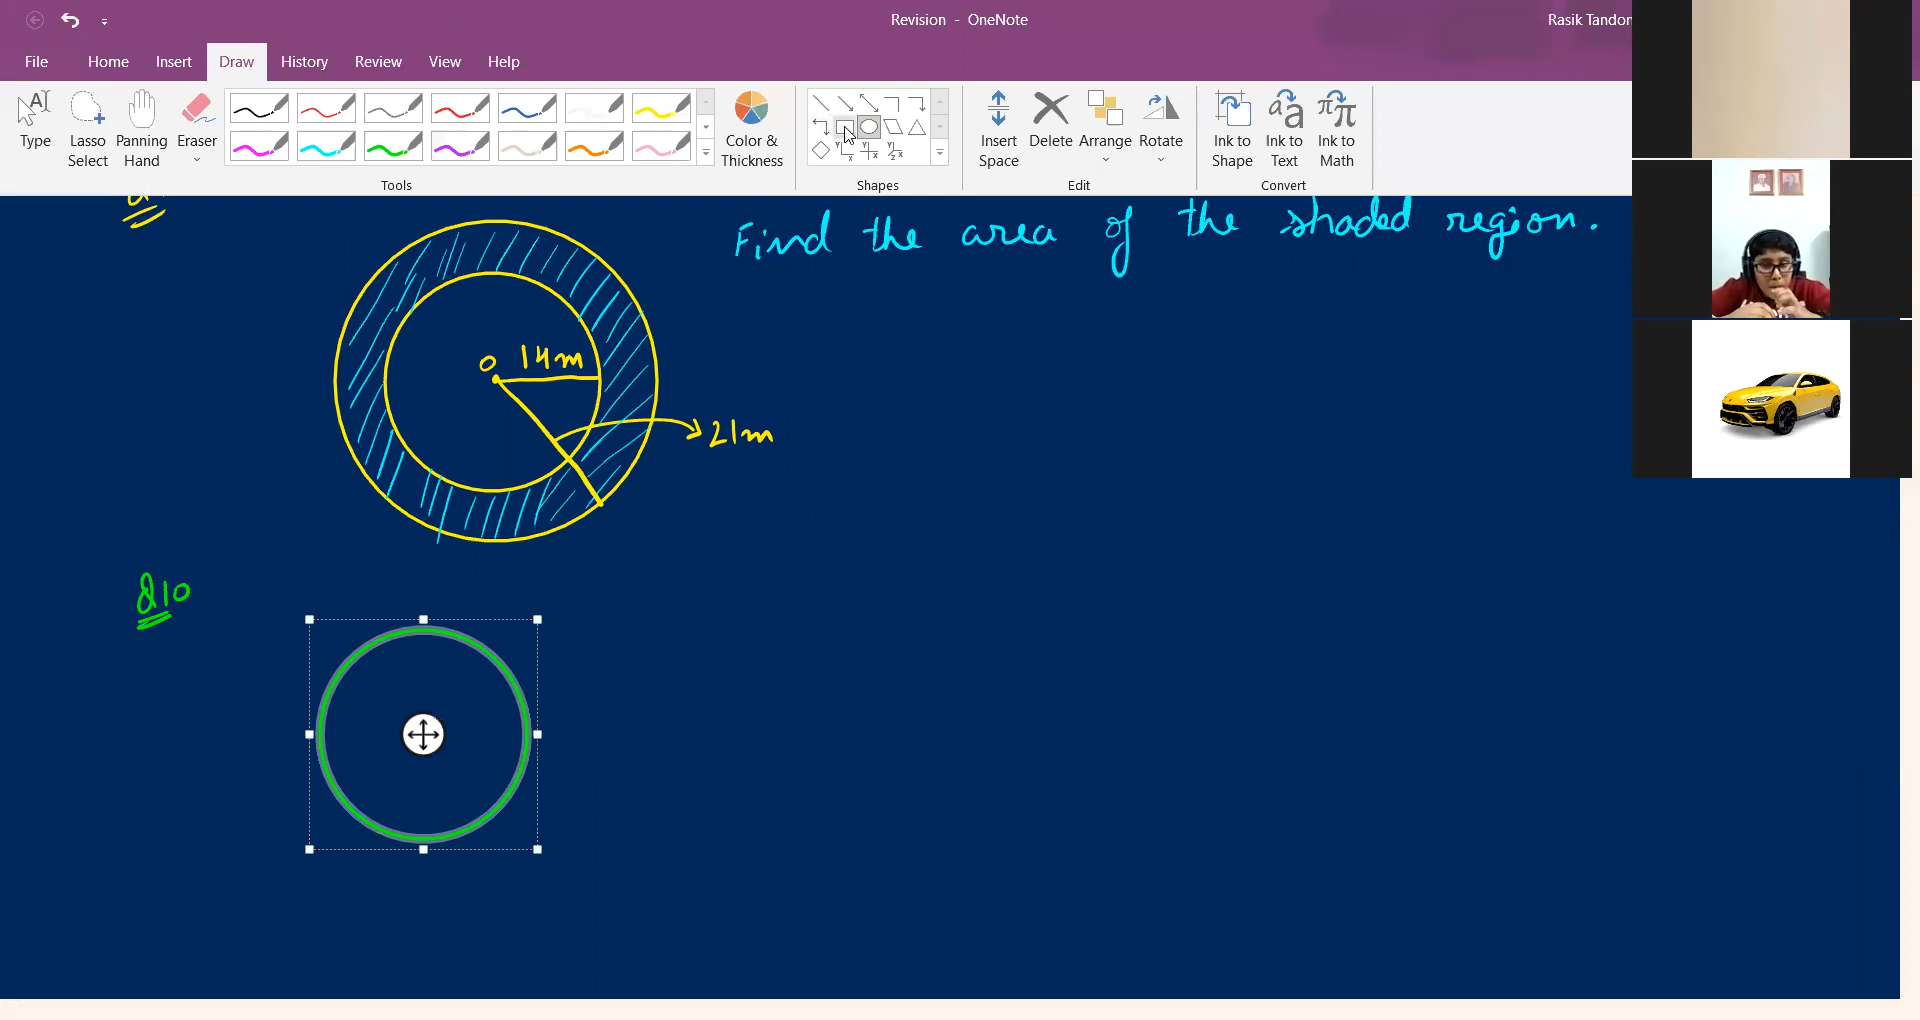 Revision - OneNote
Rasik Tandon
File Home Insert Draw History Review View Help
Type
Lasso Select
Panning Hand
Eraser
Color & Thickness
Insert Space
Delete
Arrange
Rotate
Ink to Shape
Ink to Text
Ink to Math
Tools Shapes Edit Convert
Find the area of the shaded region.
O 14m
21m
Q10